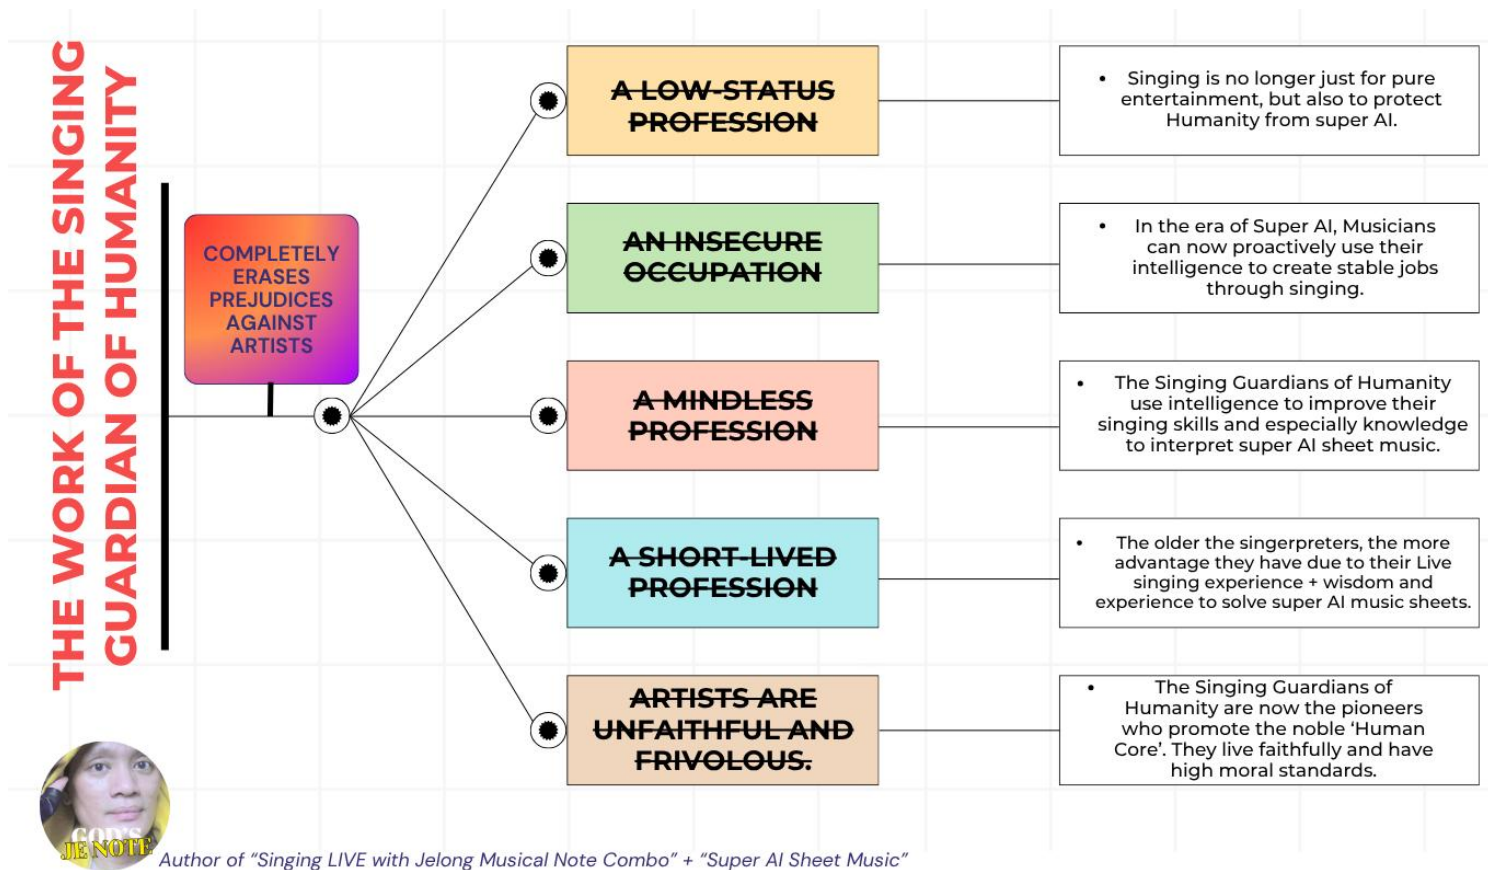 THE WORK OF THE SINGING
GUARDIAN OF HUMANITY
COMPLETELY
ERASES
PREJUDICES
AGAINST
ARTISTS
A LOW-STATUS
PROFESSION
• Singing is no longer just for pure
entertainment, but also to protect
Humanity from super AI.
AN INSECURE
OCCUPATION
• In the era of Super AI, Musicians
can now proactively use their
intelligence to create stable jobs
through singing.
A MINDLESS
PROFESSION
• The Singing Guardians of Humanity
use intelligence to improve their
singing skills and especially knowledge
to interpret super AI sheet music.
A SHORT-LIVED
PROFESSION
• The older the singerpreters, the more
advantage they have due to their Live
singing experience + wisdom and
experience to solve super AI music sheets.
ARTISTS ARE
UNFAITHFUL AND
FRIVOLOUS.
• The Singing Guardians of
Humanity are now the pioneers
who promote the noble ‘Human
Core’. They live faithfully and have
high moral standards.
GOD'S
JE NOTE
Author of “Singing LIVE with Jelong Musical Note Combo” + “Super AI Sheet Music”